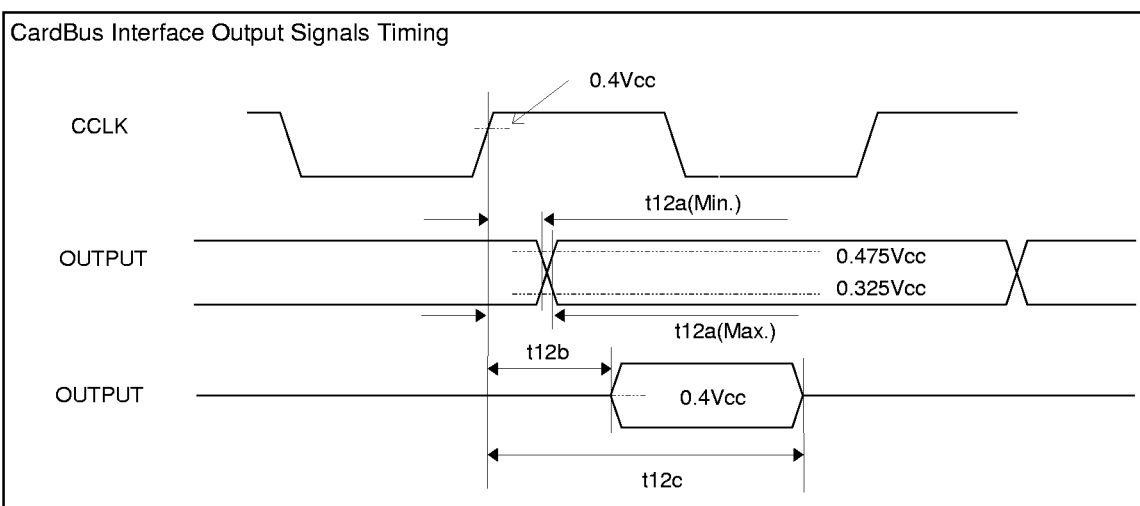 CardBus Interface Output Signals Timing
0.4Vcc
CCLK
t12a(Min.)
OUTPUT
0.475Vcc
0.325Vcc
t12a(Max.)
t12b
OUTPUT
0.4Vcc
t12c